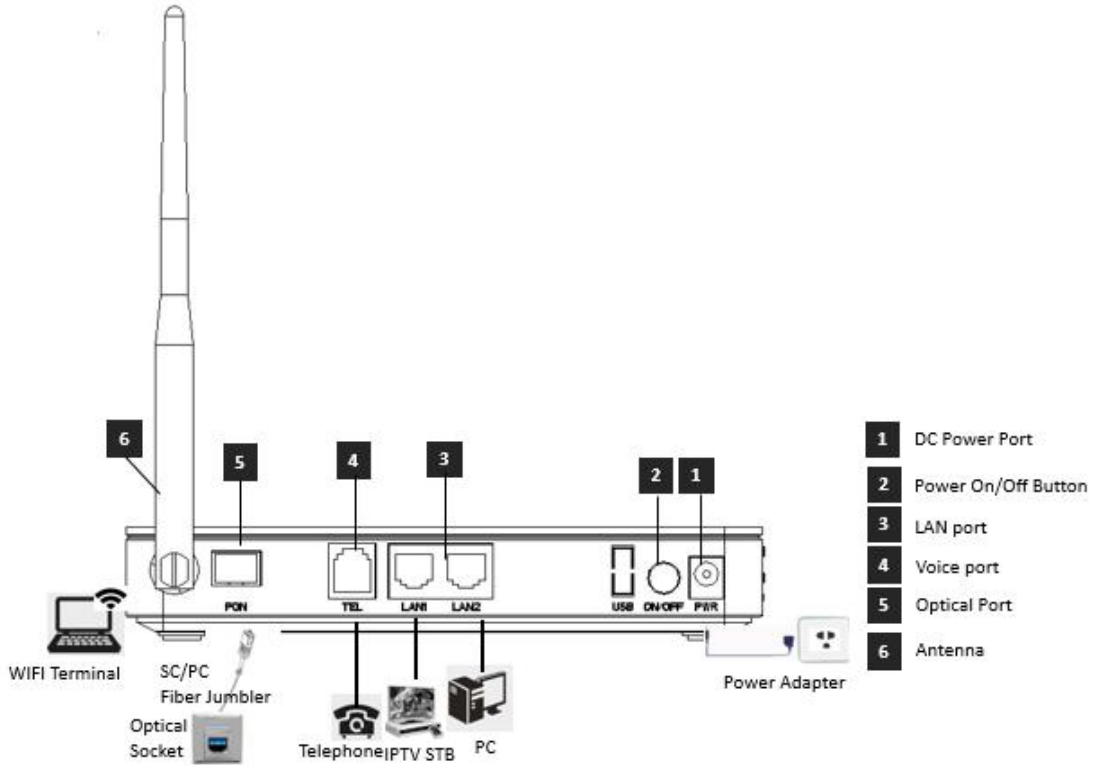 6
5
4
3
2
1
1 DC Power Port
2 Power On/Off Button
3 LAN port
4 Voice port
5 Optical Port
6 Antenna
PON
TEL
LAN1
LAN2
USB
ON/OFF
PWR
WIFI Terminal
SC/PC
Fiber Jumbler
Optical
Socket
Telephone
IPTV STB
PC
Power Adapter